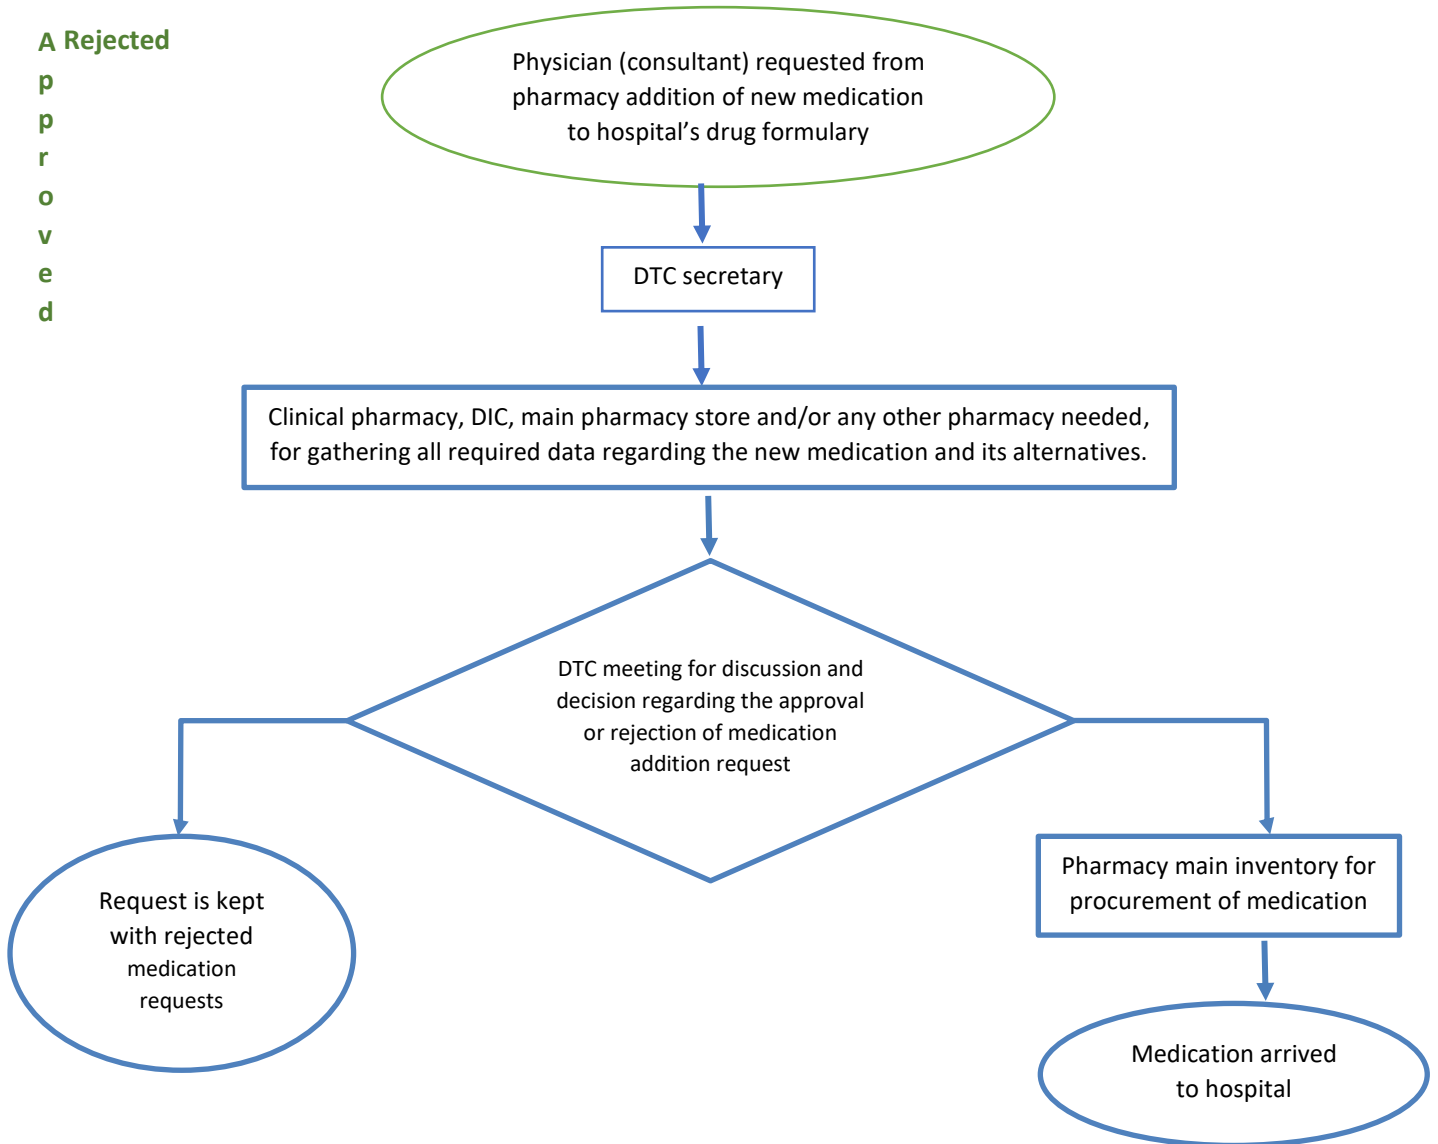 A Rejected
p
p
r
o
v
e
d
Physician (consultant) requested from
pharmacy addition of new medication
to hospital’s drug formulary
DTC secretary
Clinical pharmacy, DIC, main pharmacy store and/or any other pharmacy needed,
for gathering all required data regarding the new medication and its alternatives.
DTC meeting for discussion and
decision regarding the approval
or rejection of medication
addition request
Request is kept
with rejected
medication
requests
Pharmacy main inventory for
procurement of medication
Medication arrived
to hospital